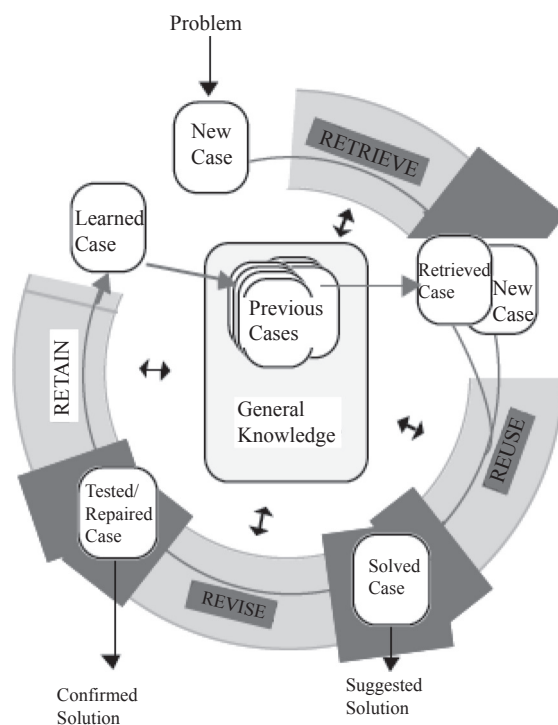 Problem
New
Case
RETRIEVE
Learned
Case
Previous
Cases
Retrieved
Case
New
Case
General
Knowledge
RETAIN
REUSE
Tested/
Repaired
Case
REVISE
Solved
Case
Confirmed
Solution
Suggested
Solution